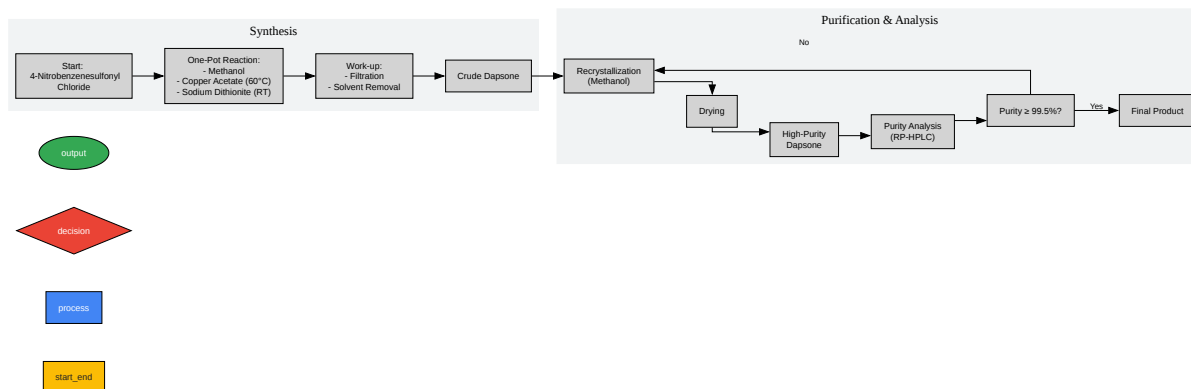 Synthesis
Start:
4-Nitrobenzenesulfonyl
Chloride
One-Pot Reaction:
- Methanol
- Copper Acetate (60°C)
- Sodium Dithionite (RT)
Work-up:
- Filtration
- Solvent Removal
Crude Dapsone
Purification & Analysis
No
Recrystallization
(Methanol)
Drying
High-Purity
Dapsone
Purity Analysis
(RP-HPLC)
Purity ≥ 99.5%?
Yes
Final Product
output
decision
process
start_end